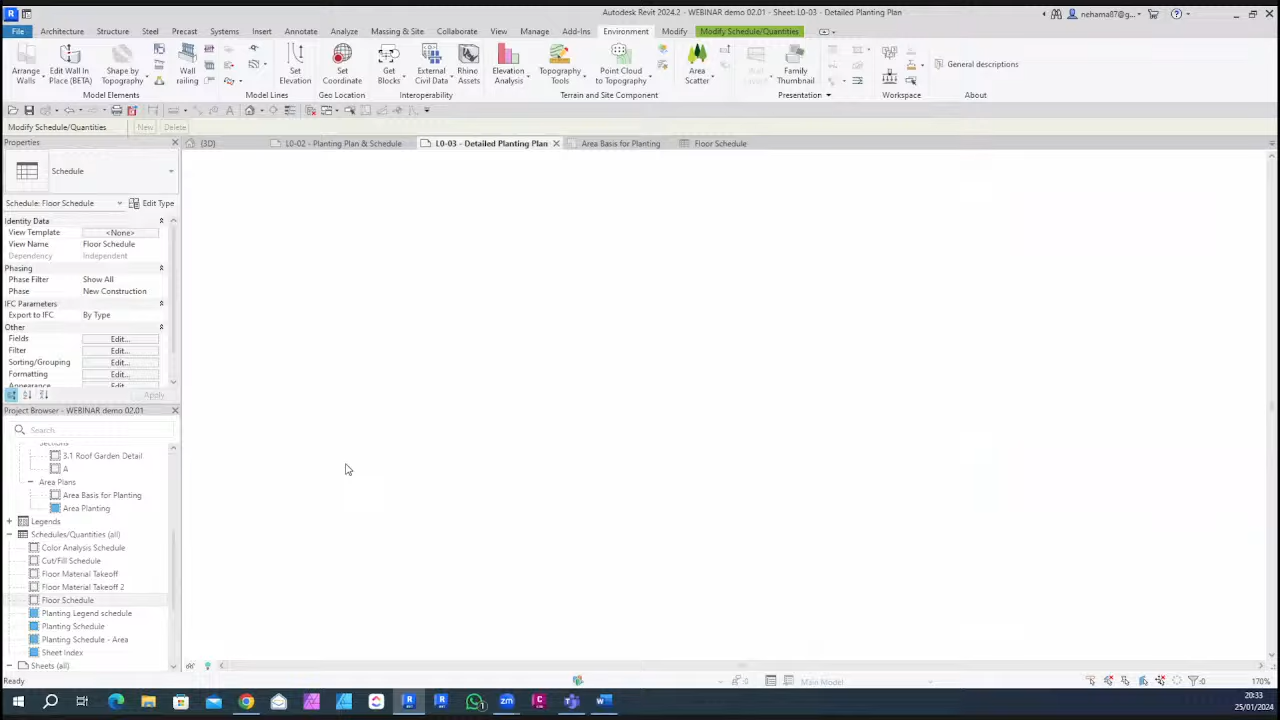 Autodesk Revit 2024.2 - WEBINAR demo 02.01 - Sheet: L0-03 - Detailed Planting Plan
nehama87@g...
File Architecture Structure Steel Precast Systems Insert Annotate Analyze Massing & Site Collaborate View Manage Add-Ins Environment Modify Modify Schedule/Quantities
Arrange Walls
Edit Wall in Place (BETA)
Shape by Topography
Wall railing
Set Elevation
Set Coordinate
Get Blocks
External Civil Data
Rhino Assets
Elevation Analysis
Topography Tools
Point Cloud to Topography
Area Scatter
Family Thumbnail
General descriptions
Model Elements Model Lines Geo Location Interoperability Terrain and Site Component Presentation Workspace About
Modify Schedule/Quantities New Delete
Properties
{3D} L0-02 - Planting Plan & Schedule L0-03 - Detailed Planting Plan Area Basis for Planting Floor Schedule
Schedule
Schedule: Floor Schedule Edit Type
Identity Data
View Template <None>
View Name Floor Schedule
Dependency Independent
Phasing
Phase Filter Show All
Phase New Construction
IFC Parameters
Export to IFC By Type
Other
Fields Edit...
Filter Edit...
Sorting/Grouping Edit...
Formatting Edit...
Appearance Edit...
Apply
Project Browser - WEBINAR demo 02.01
Search
Sections
3.1 Roof Garden Detail
A
Area Plans
Area Basis for Planting
Area Planting
Legends
Schedules/Quantities (all)
Color Analysis Schedule
Cut/Fill Schedule
Floor Material Takeoff
Floor Material Takeoff 2
Floor Schedule
Planting Legend schedule
Planting Schedule
Planting Schedule - Area
Sheet Index
Sheets (all)
Ready :0 Main Model :0 170%
20:33
25/01/2024